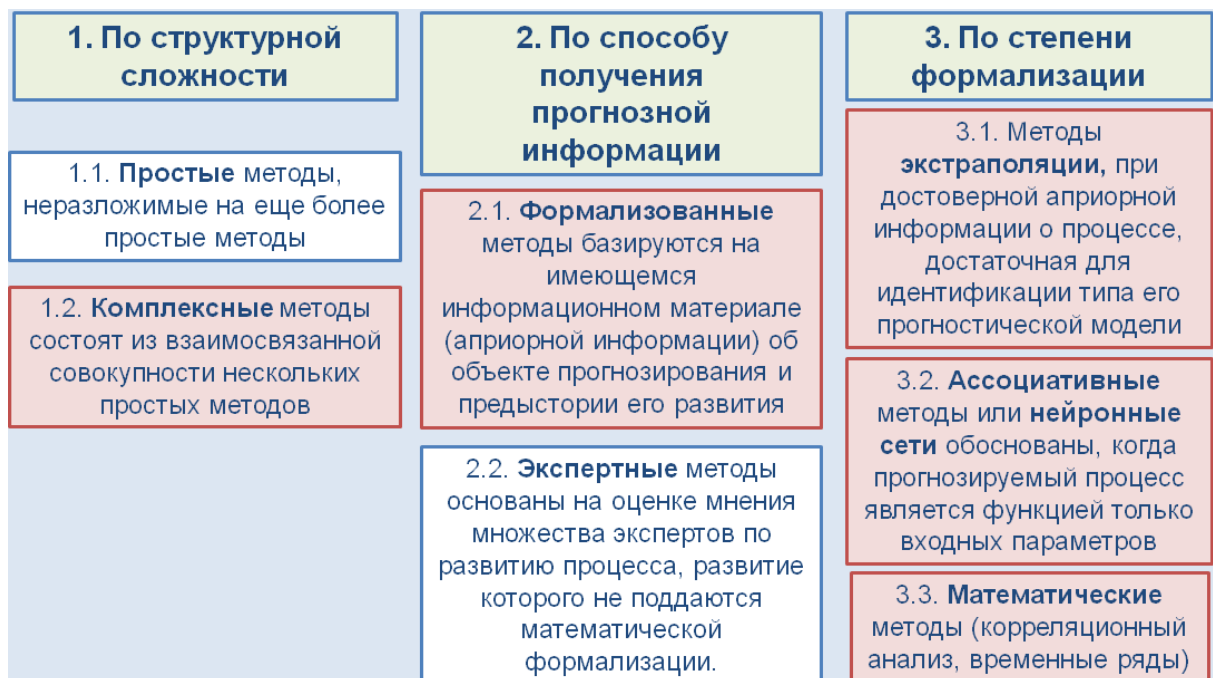 1. По структурной
сложности
1.1. Простые методы,
неразложимые на еще более
простые методы
1.2. Комплексные методы
состоят из взаимосвязанной
совокупности нескольких
простых методов
2. По способу
получения
прогнозной
информации
2.1. Формализованные
методы базируются на
имеющемся
информационном материале
(априорной информации) об
объекте прогнозирования и
предыстории его развития
2.2. Экспертные методы
основаны на оценке мнения
множества экспертов по
развитию процесса, развитие
которого не поддаются
математической
формализации.
3. По степени
формализации
3.1. Методы
экстраполяции, при
достоверной априорной
информации о процессе,
достаточная для
идентификации типа его
прогностической модели
3.2. Ассоциативные
методы или нейронные
сети обоснованы, когда
прогнозируемый процесс
является функцией только
входных параметров
3.3. Математические
методы (корреляционный
анализ, временные ряды)